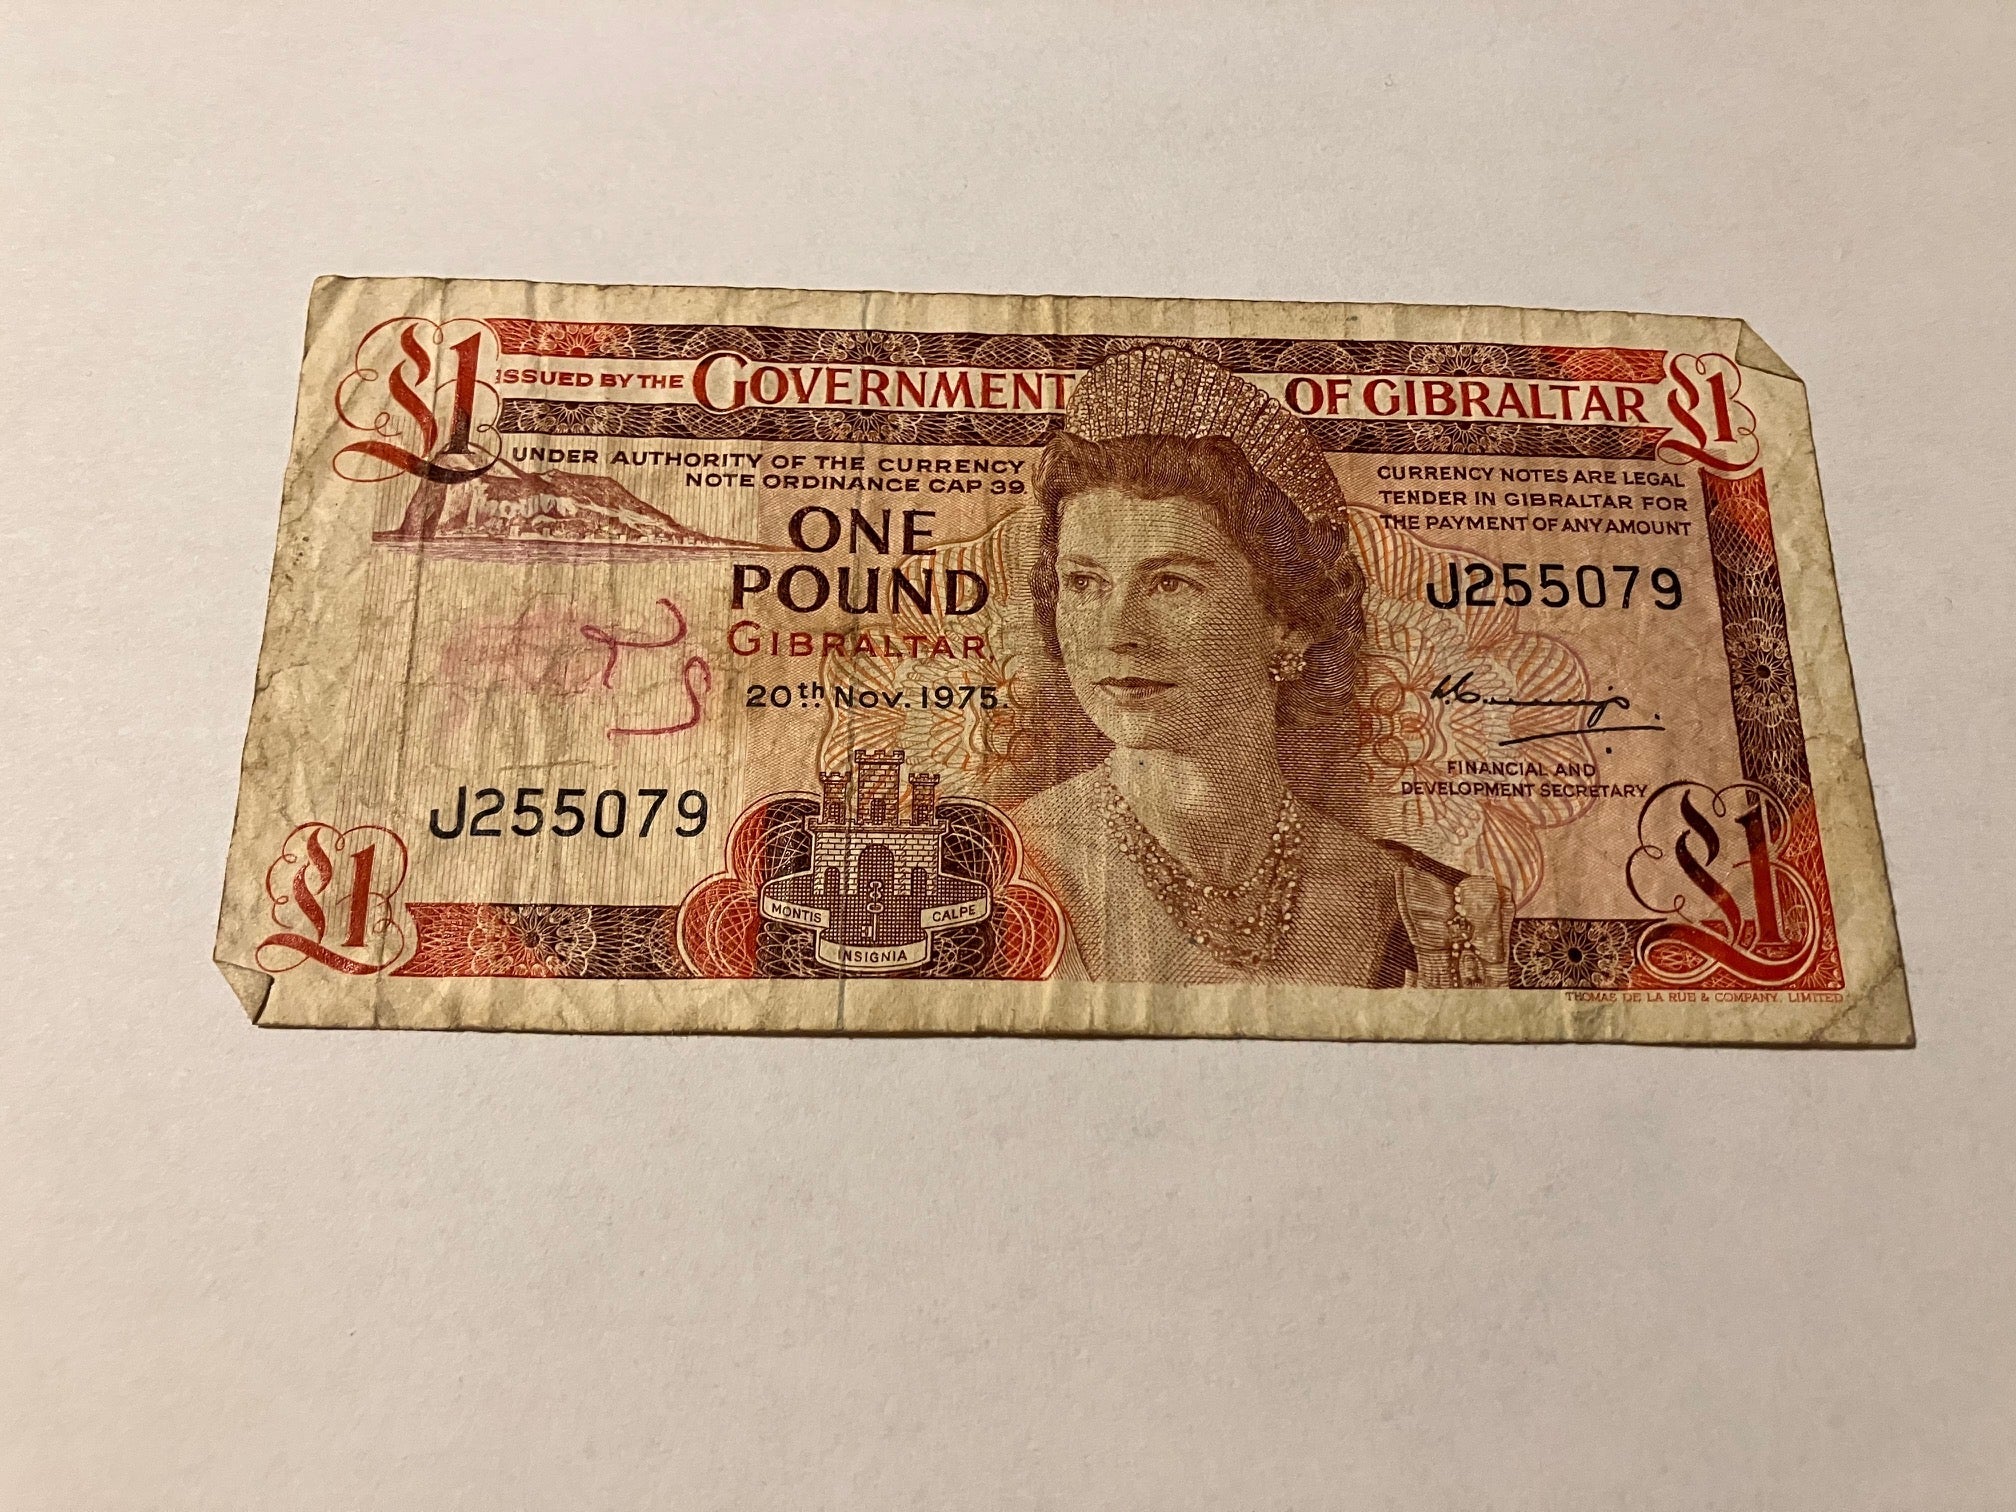 £1
ISSUED BY THE GOVERNMENT OF GIBRALTAR
£1
UNDER AUTHORITY OF THE CURRENCY
NOTE ORDINANCE CAP 39.
CURRENCY NOTES ARE LEGAL
TENDER IN GIBRALTAR FOR
THE PAYMENT OF ANY AMOUNT
ONE
POUND
GIBRALTAR,
20th Nov. 1975.
J255079
FINANCIAL AND
DEVELOPMENT SECRETARY
J255079
MONTIS CALPE
INSIGNIA
£1
£1
THOMAS DE LA RUE & COMPANY, LIMITED